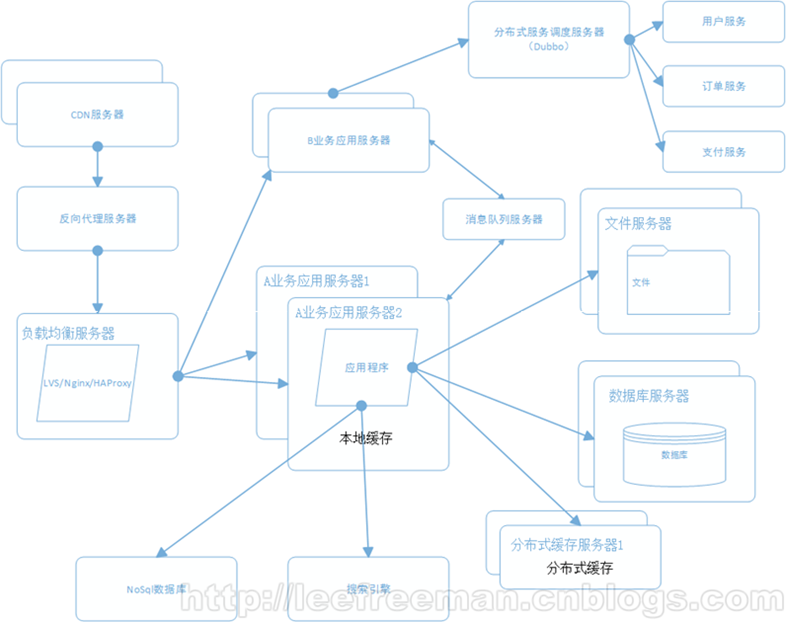 分布式服务调度服务器
（Dubbo）
用户服务
订单服务
支付服务
CDN服务器
B业务应用服务器
反向代理服务器
消息队列服务器
文件服务器
文件
A业务应用服务器1
A业务应用服务器2
应用程序
本地缓存
负载均衡服务器
LVS/Nginx/HAProxy
数据库服务器
数据库
分布式缓存服务器1
分布式缓存
NoSql数据库
搜索引擎
http://leefreeman.cnblogs.com